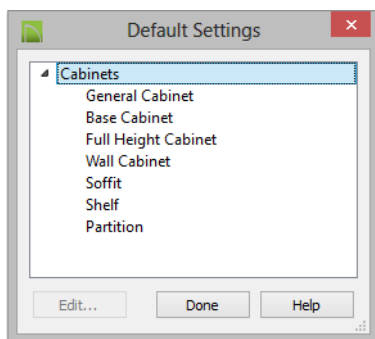 Default Settings
Cabinets
General Cabinet
Base Cabinet
Full Height Cabinet
Wall Cabinet
Soffit
Shelf
Partition
Edit... Done Help